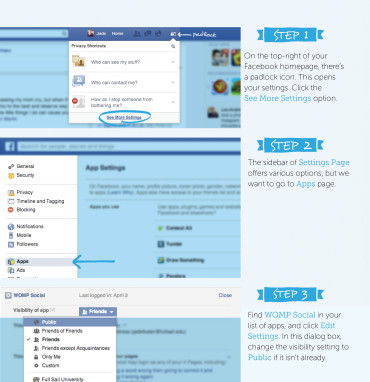 Jade Home
padlock
Privacy Shortcuts
Who can see my stuff?
Who can contact me?
How do I stop someone from
bothering me?
See More Settings
STEP 1
On the top-right of your
Facebook homepage, there's
a padlock icon. This opens
your settings. Click the
See More Settings option.
Search for people, places and things
General
Security
Privacy
Timeline and Tagging
Blocking
Notifications
Mobile
Followers
Apps
Ads
App Settings
Apps you use
Tunder
Draw Something
Pandora
STEP 2
The sidebar of Settings Page
offers various options, but we
want to go to Apps page.
WOMP Social
Last logged in: April 3
Close
Visibility of app
Friends
Public
Friends of Friends
Friends
Friends except Acquaintances
Only Me
Custom
Full Sail University
STEP 3
Find WOMP Social in your
list of apps, and click Edit
Settings. In this dialog box,
change the visibility setting to
Public if it isn't already.